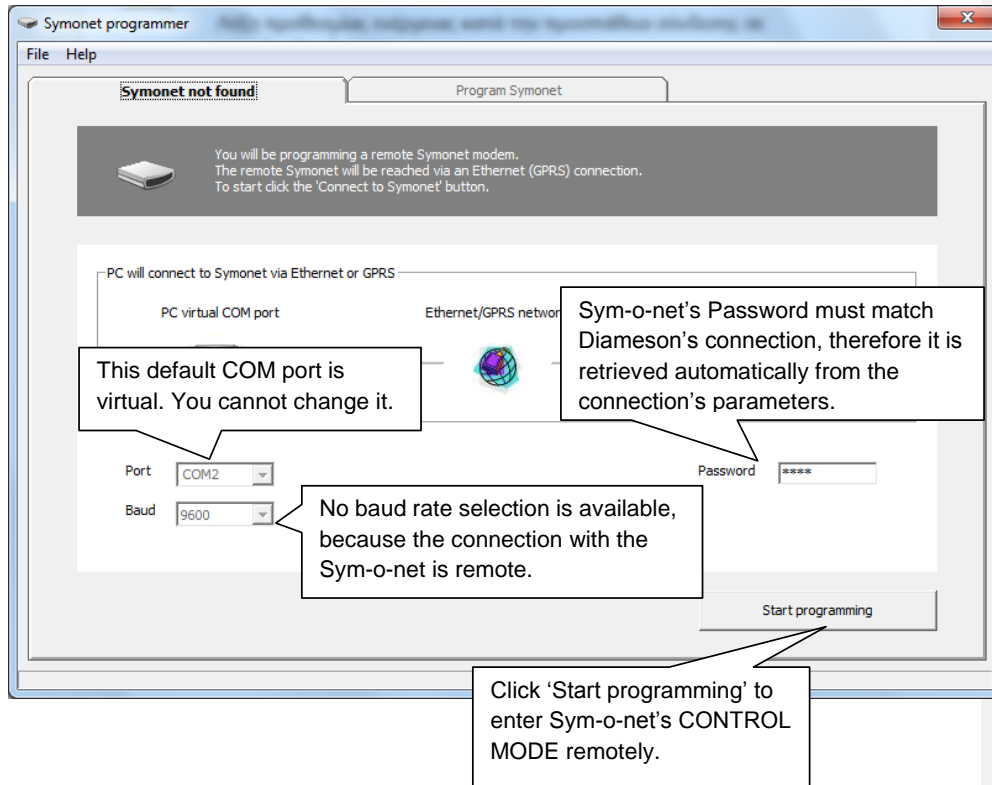 Symonet programmer
File Help
Symonet not found
Program Symonet
You will be programming a remote Symonet modem.
The remote Symonet will be reached via an Ethernet (GPRS) connection.
To start click the 'Connect to Symonet' button.
PC will connect to Symonet via Ethernet or GPRS
PC virtual COM port
Ethernet/GPRS networ
Sym-o-net's Password must match
Diameson's connection, therefore it is
retrieved automatically from the
connection's parameters.
This default COM port is
virtual. You cannot change it.
Port COM2
Password ****
Baud 9600
No baud rate selection is available,
because the connection with the
Sym-o-net is remote.
Start programming
Click ‘Start programming’ to
enter Sym-o-net's CONTROL
MODE remotely.